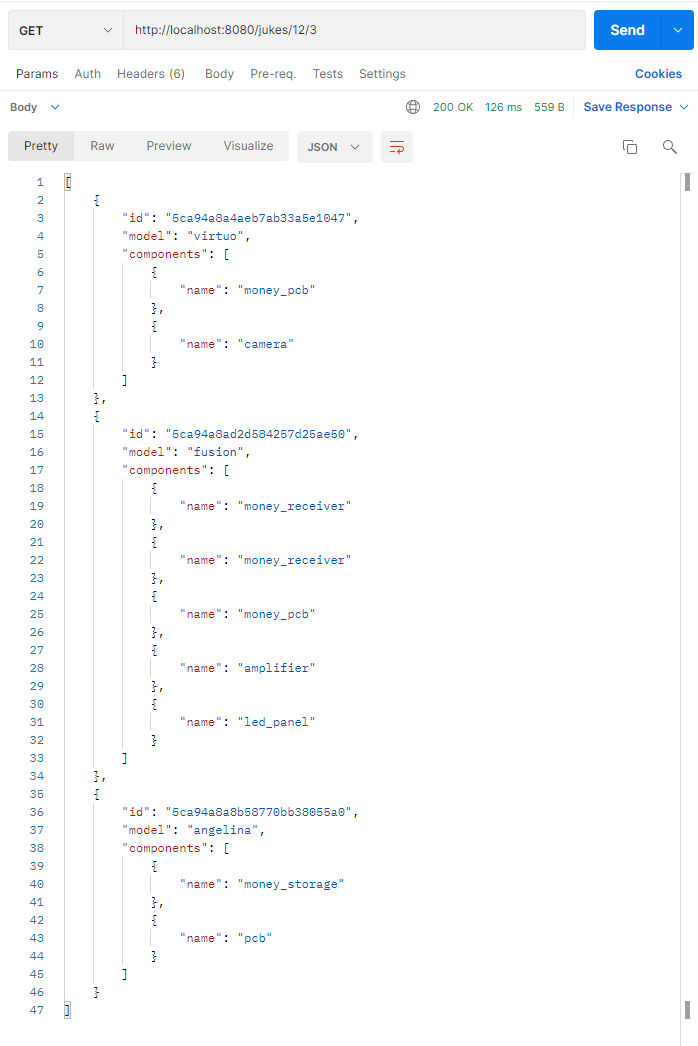 GET http://localhost:8080/jukes/12/3 Send
Params Auth Headers (6) Body Pre-req. Tests Settings Cookies
Body 200 OK 126 ms 559 B Save Response
Pretty Raw Preview Visualize JSON
1 [
2 {
3 "id": "5ca94a8a4aeb7ab33a5e1047",
4 "model": "virtuo",
5 "components": [
6 {
7 "name": "money_pcb"
8 },
9 {
10 "name": "camera"
11 }
12 ]
13 },
14 {
15 "id": "5ca94a8ad2d584257d25ae50",
16 "model": "fusion",
17 "components": [
18 {
19 "name": "money_receiver"
20 },
21 {
22 "name": "money_receiver"
23 },
24 {
25 "name": "money_pcb"
26 },
27 {
28 "name": "amplifier"
29 },
30 {
31 "name": "led_panel"
32 }
33 ]
34 },
35 {
36 "id": "5ca94a8a8b58770bb38055a0",
37 "model": "angelina",
38 "components": [
39 {
40 "name": "money_storage"
41 },
42 {
43 "name": "pcb"
44 }
45 ]
46 }
47 ]